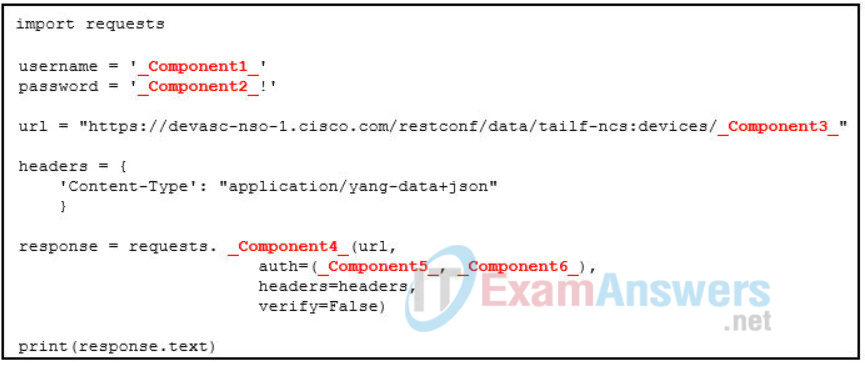 import requests
username = '_Component1_'
password = '_Component2_!'
url = "https://devasc-nso-1.cisco.com/restconf/data/tailf-ncs:devices/_Component3_"
headers = {
'Content-Type': "application/yang-data+json"
}
response = requests. _Component4_(url,
auth=(_Component5_, _Component6_),
headers=headers,
verify=False)
print(response.text)
ITExamAnswers
.net